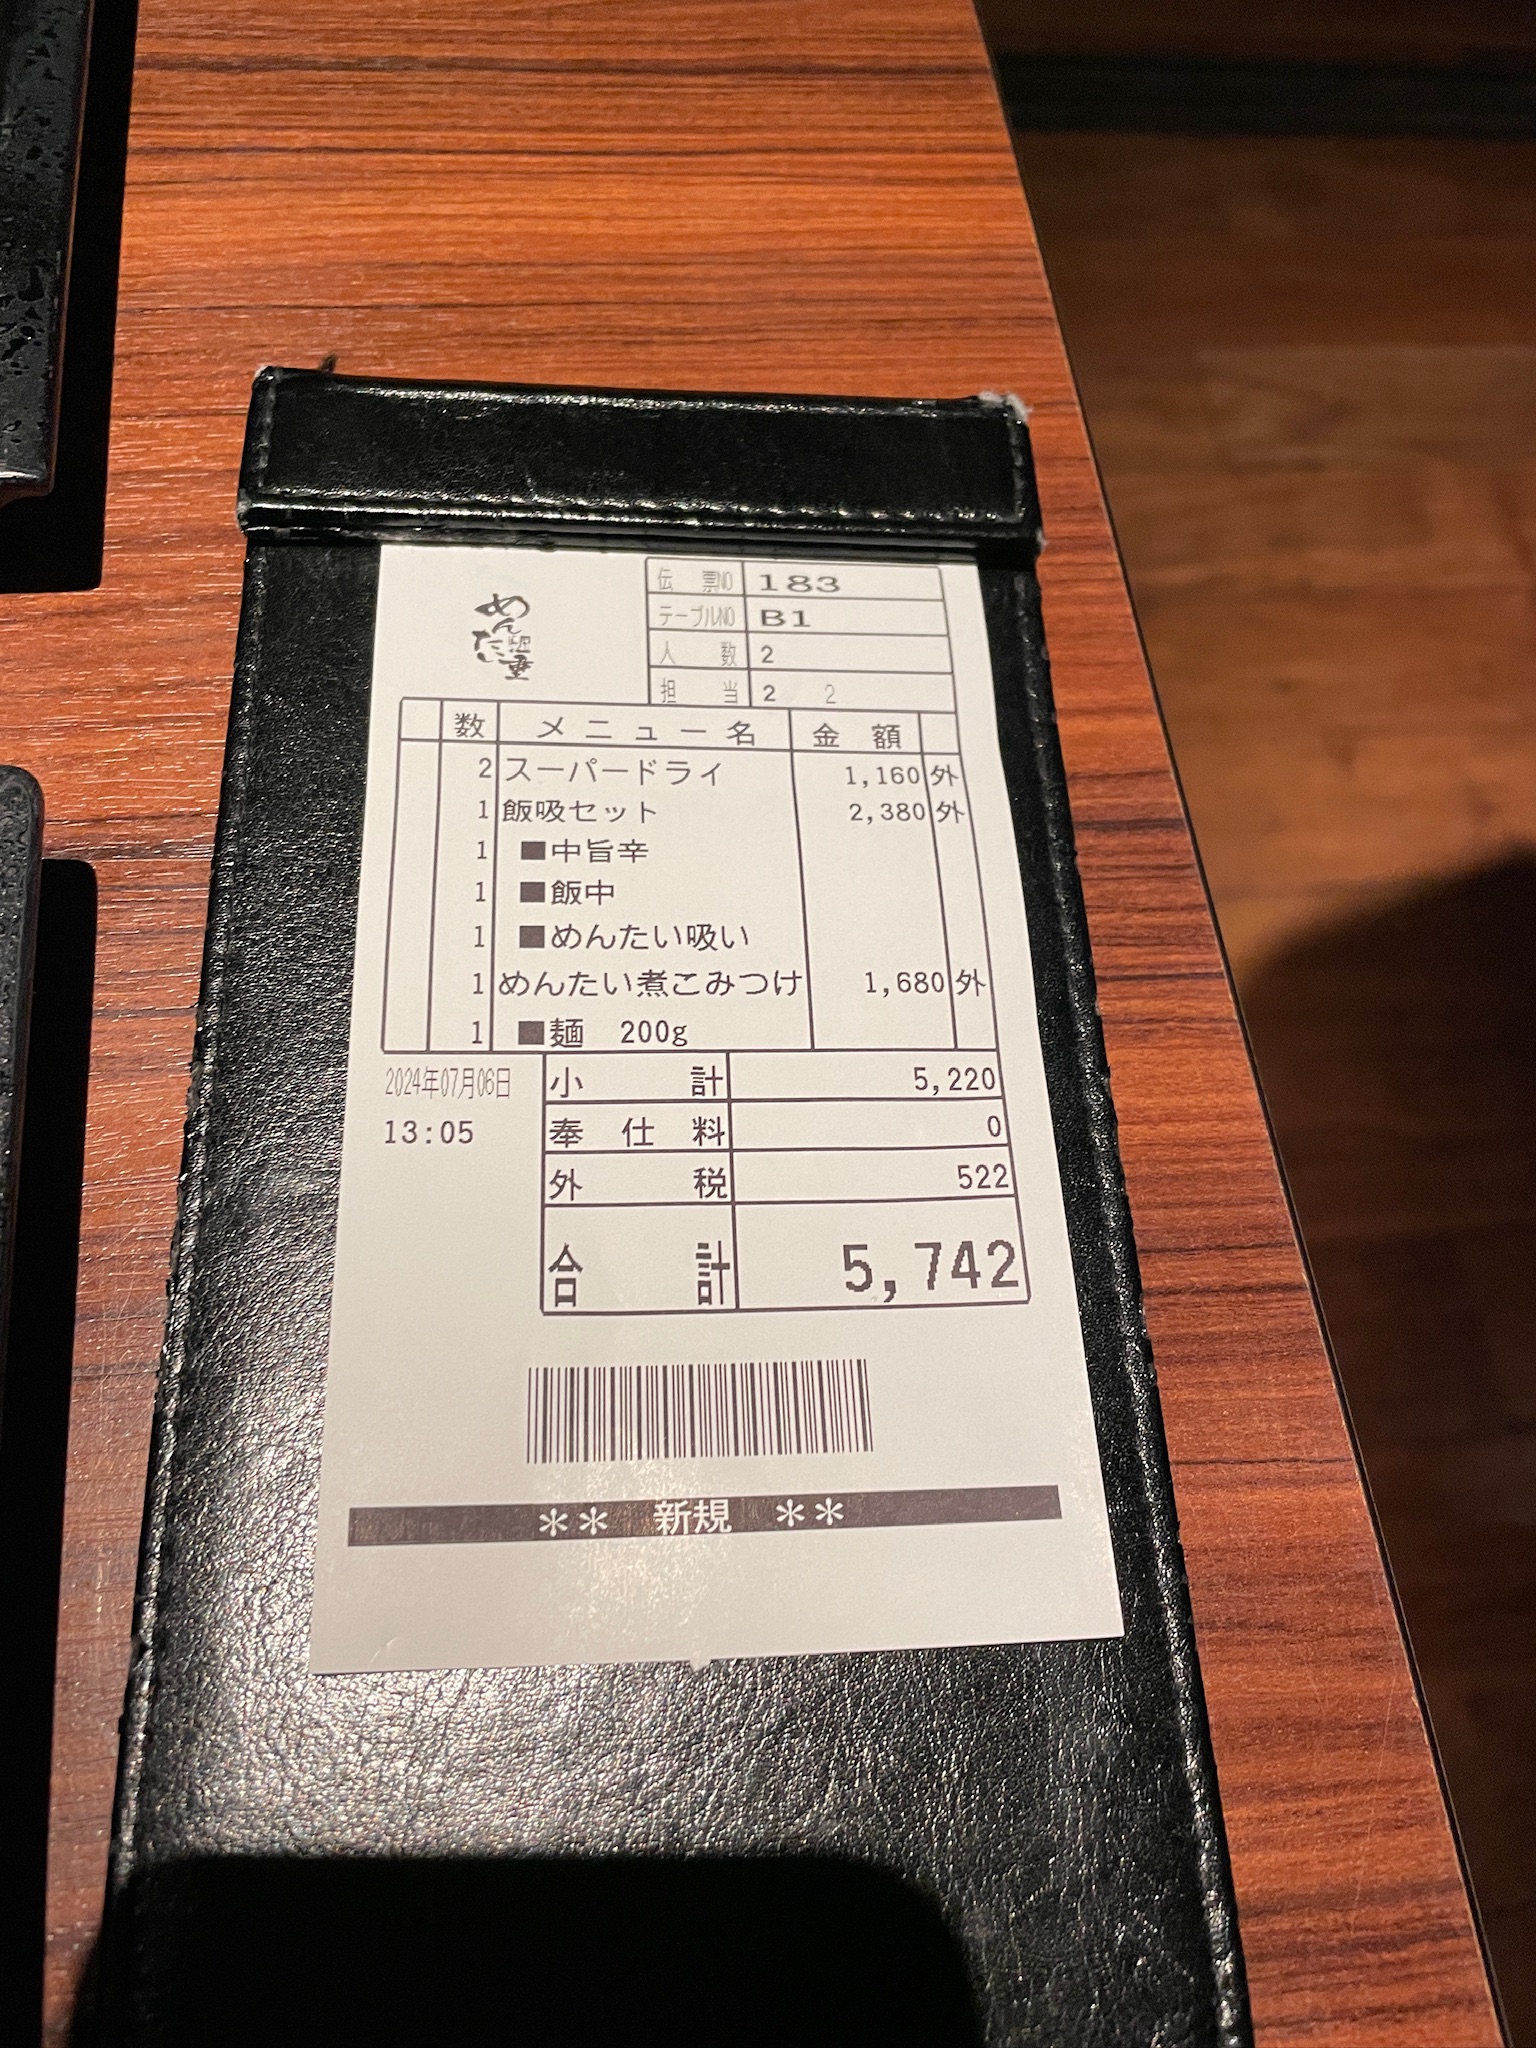 めんたい重
伝票NO 183
テーブルNO B1
人数 2
担当 2 2
数 メニュー名 金額
2 スーパードライ 1,160 外
1 飯吸セット 2,380 外
1 ■中旨辛
1 ■飯中
1 ■めんたい吸い
1 めんたい煮こみつけ 1,680 外
1 ■麺 200g
2024年07月06日
13:05
小計 5,220
奉仕料 0
外税 522
合計 5,742
** 新規 **